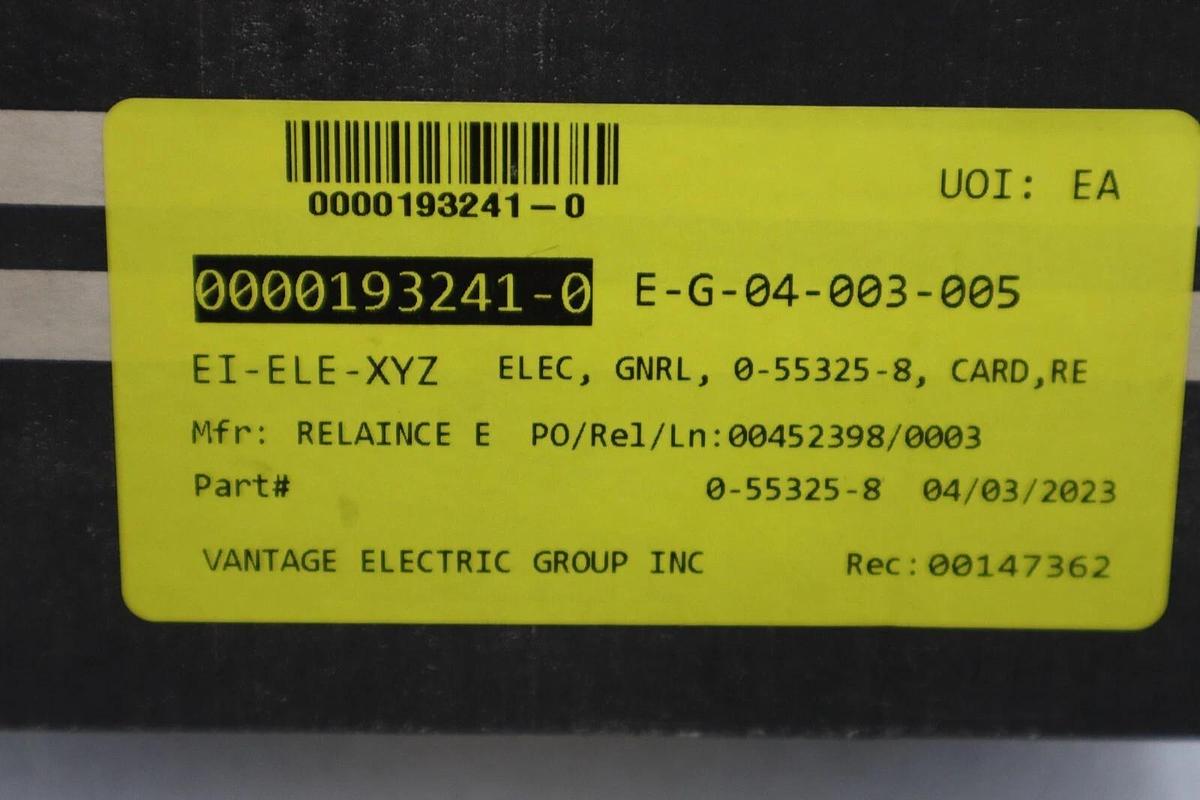 0000193241-0
UOI: EA
0000193241-0 E-G-04-003-005
EI-ELE-XYZ ELEC, GNRL, 0-55325-8, CARD,RE
Mfr: RELAINCE E PO/Rel/Ln:00452398/0003
Part# 0-55325-8 04/03/2023
VANTAGE ELECTRIC GROUP INC Rec:00147362